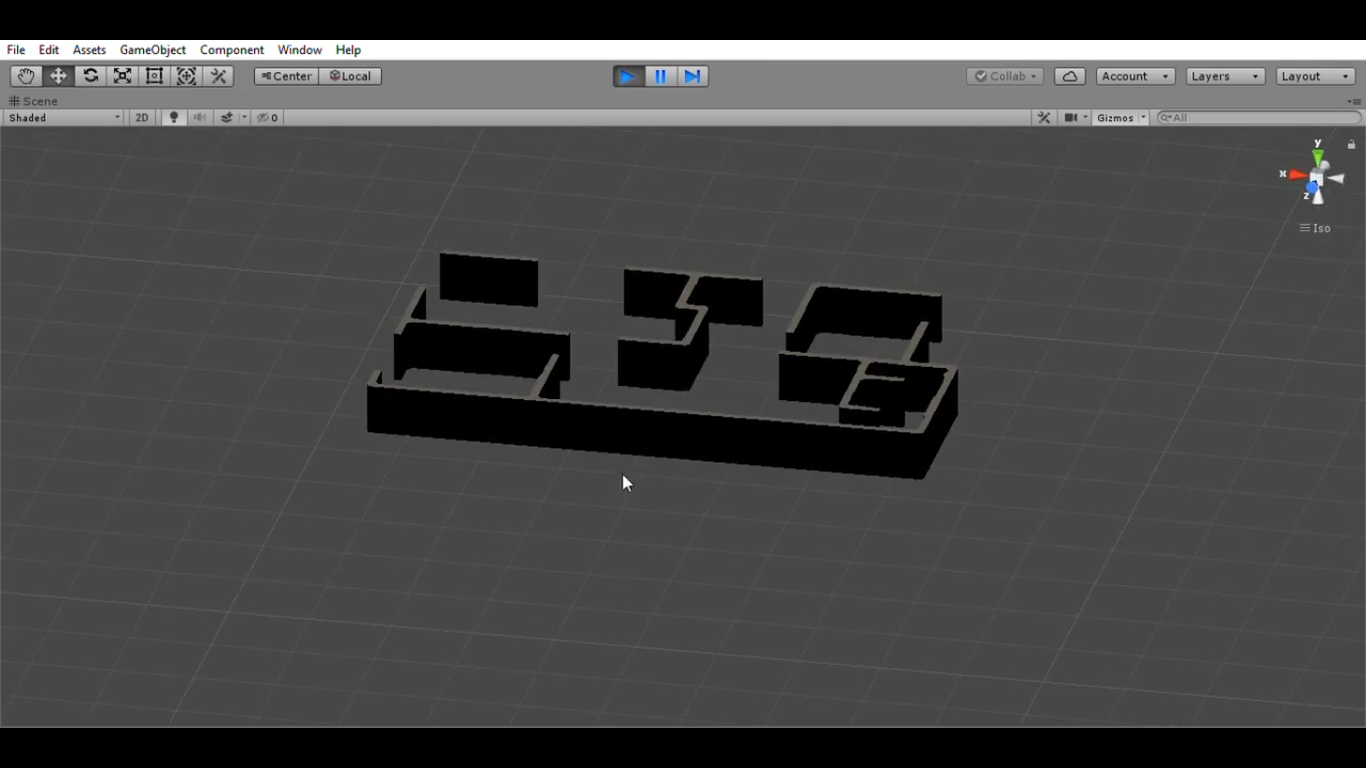 File Edit Assets GameObject Component Window Help
Center Local Collab Account Layers Layout
Scene
Shaded 2D 0 Gizmos All
y
x
z
Iso